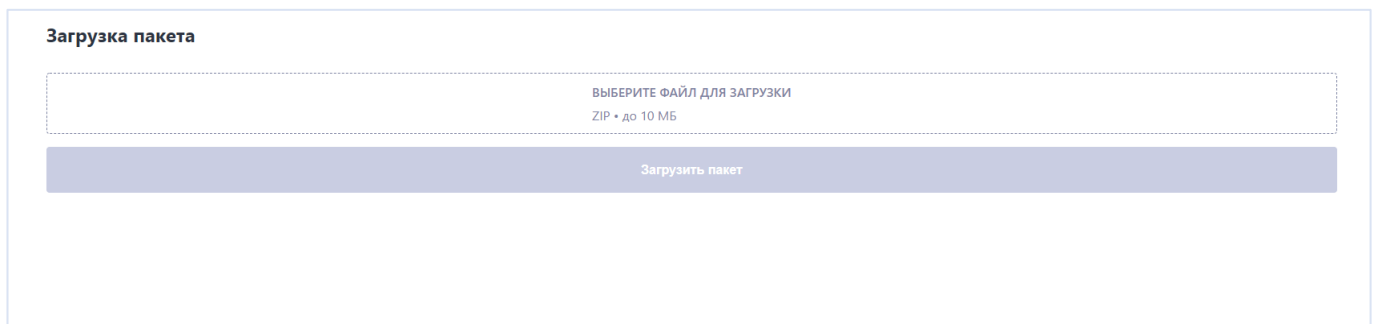 Загрузка пакета
ВЫБЕРИТЕ ФАЙЛ ДЛЯ ЗАГРУЗКИ
ZIP • до 10 МБ
Загрузить пакет